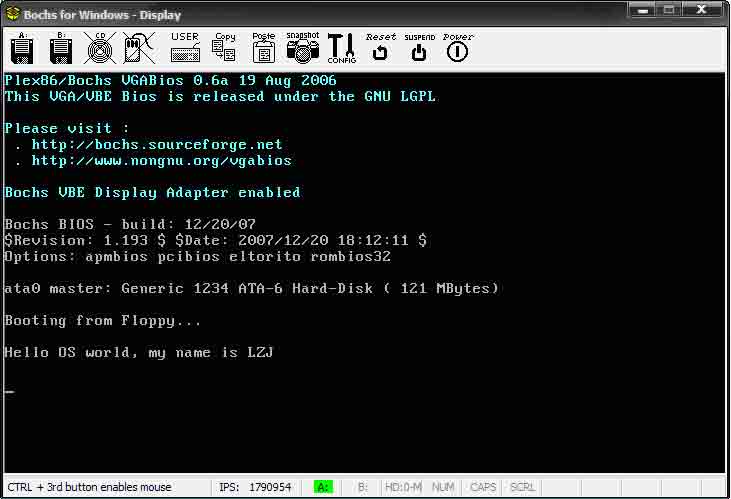 Bochs for Windows - Display
A: B: CD USER Copy Paste snapshot CONFIG Reset SUSPEND Power
Plex86/Bochs VGABios 0.6a 19 Aug 2006
This VGA/VBE Bios is released under the GNU LGPL
Please visit :
. http://bochs.sourceforge.net
. http://www.nongnu.org/vgabios
Bochs VBE Display Adapter enabled
Bochs BIOS - build: 12/20/07
$Revision: 1.193 $ $Date: 2007/12/20 18:12:11 $
Options: apmbios pcibios eltorito rombios32
ata0 master: Generic 1234 ATA-6 Hard-Disk ( 121 MBytes)
Booting from Floppy...
Hello OS world, my name is LZJ
_
CTRL + 3rd button enables mouse IPS: 1790954 A: B: HD:0-M NUM CAPS SCRL